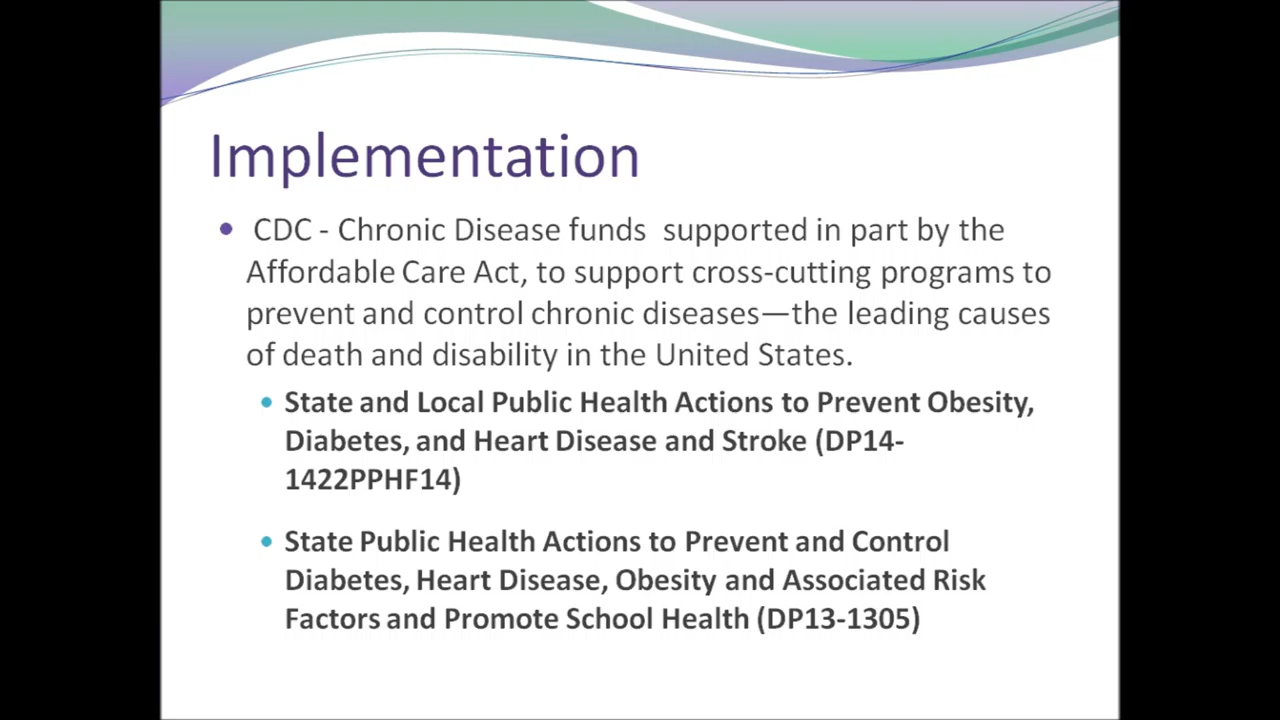 Implementation
• CDC - Chronic Disease funds  supported in part by the
Affordable Care Act, to support cross-cutting programs to
prevent and control chronic diseases—the leading causes
of death and disability in the United States.
• State and Local Public Health Actions to Prevent Obesity,
Diabetes, and Heart Disease and Stroke (DP14-
1422PPHF14)
• State Public Health Actions to Prevent and Control
Diabetes, Heart Disease, Obesity and Associated Risk
Factors and Promote School Health (DP13-1305)